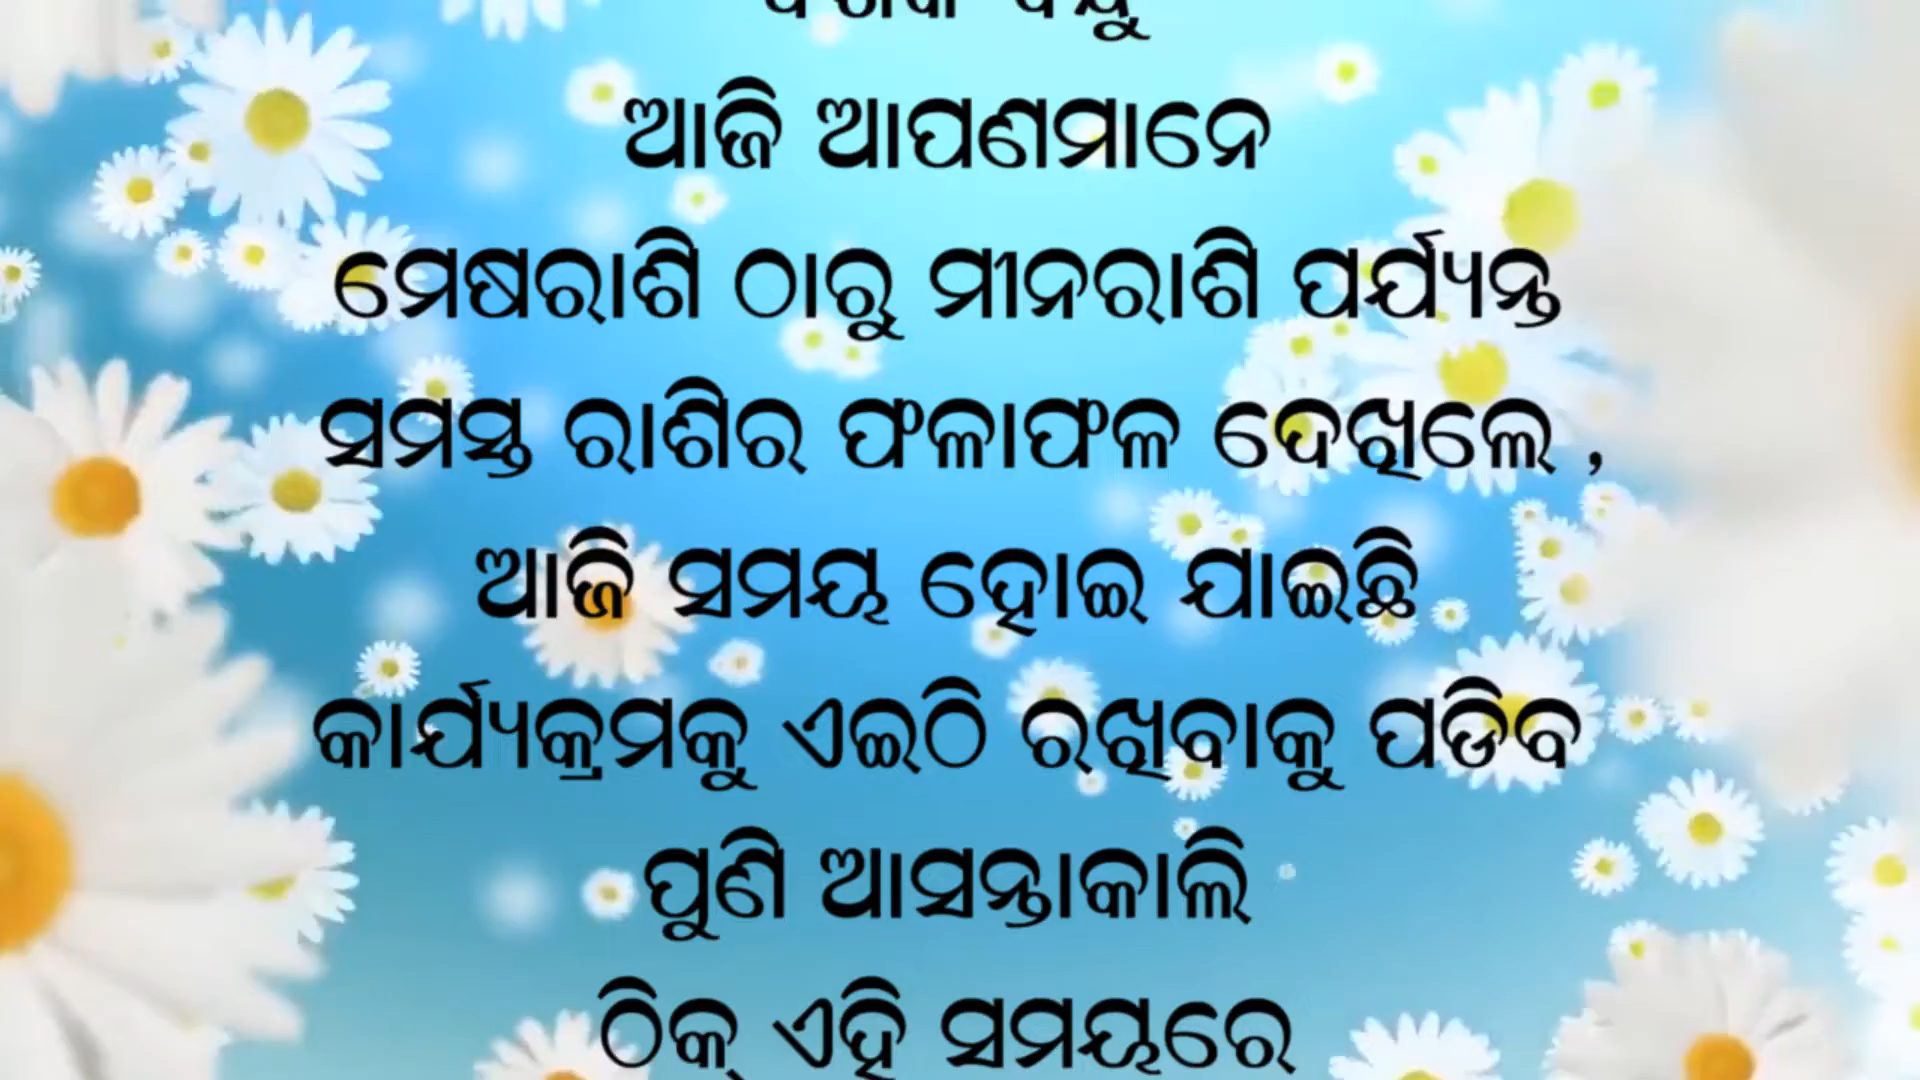 ଆଜି ଆପଣମାନେ
ମେଷରାଶି ଠାରୁ ମୀନରାଶି ପର୍ଯ୍ୟନ୍ତ
ସମସ୍ତ ରାଶିର ଫଳାଫଳ ଦେଖିଲେ ,
ଆଜି ସମୟ ହୋଇ ଯାଇଛି
କାର୍ଯ୍ୟକ୍ରମକୁ ଏଇଠି ରଖିବାକୁ ପଡିବ
ପୁଣି ଆସନ୍ତାକାଲି
ଠିକ୍ ଏହି ସମୟରେ